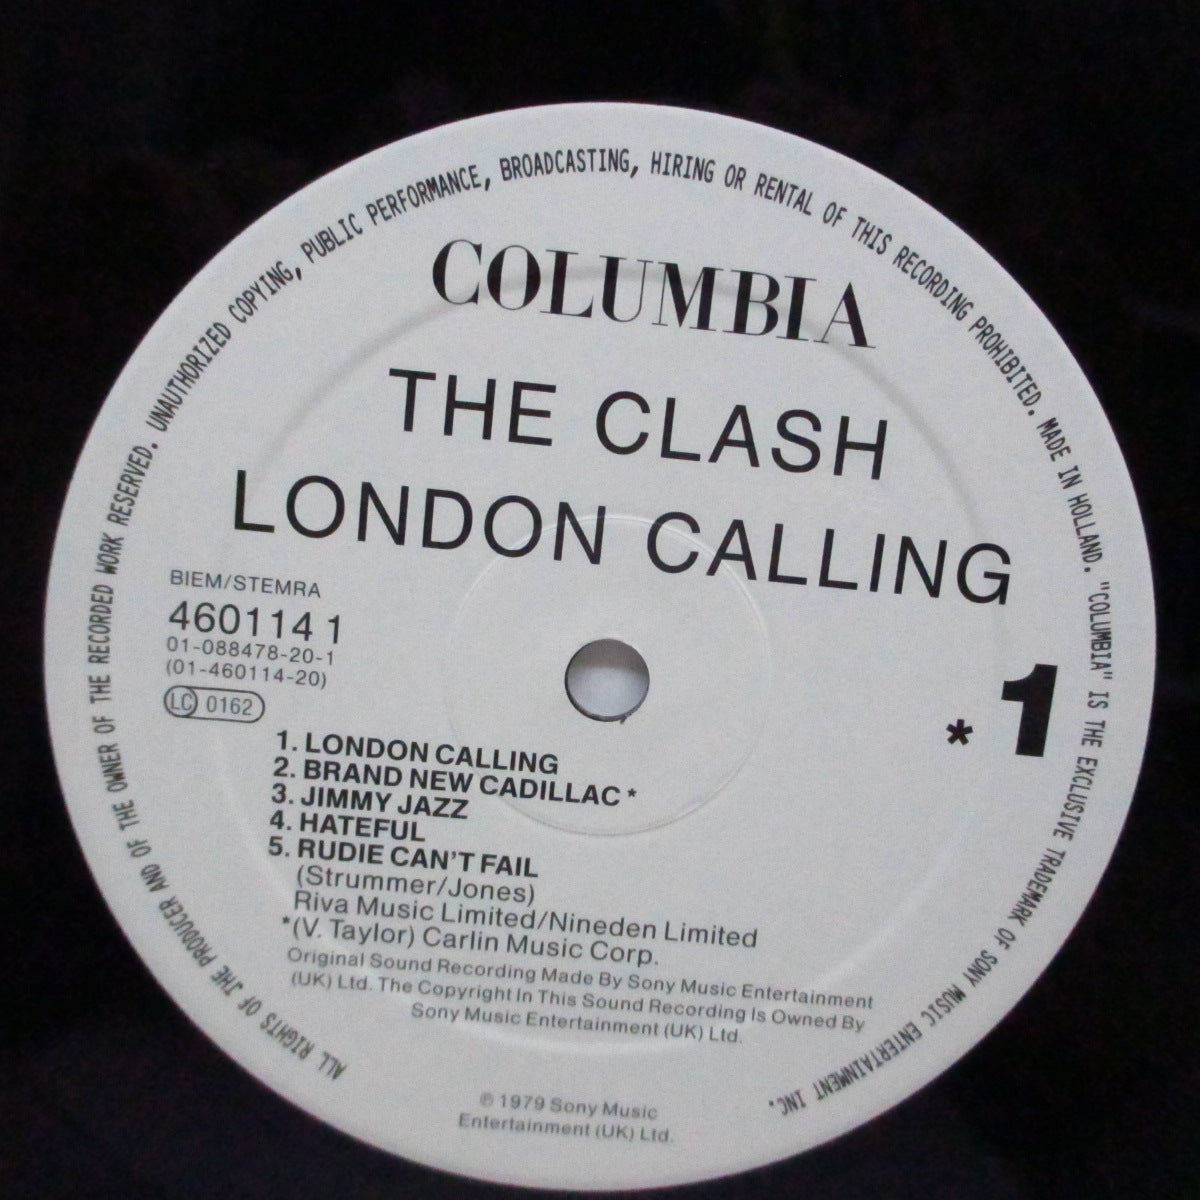 ALL RIGHTS OF THE PRODUCER AND OF THE OWNER OF THE RECORDED WORK RESERVED. UNAUTHORIZED COPYING, PUBLIC PERFORMANCE, BROADCASTING, HIRING OR RENTAL OF THIS RECORDING PROHIBITED. MADE IN HOLLAND. "COLUMBIA" IS THE EXCLUSIVE TRADEMARK OF SONY MUSIC ENTERTAINMENT INC.
COLUMBIA
THE CLASH
LONDON CALLING
BIEM/STEMRA
460114 1
01-088478-20-1
(01-460114-20)
LC 0162
* 1
1. LONDON CALLING
2. BRAND NEW CADILLAC *
3. JIMMY JAZZ
4. HATEFUL
5. RUDIE CAN'T FAIL
(Strummer/Jones)
Riva Music Limited/Nineden Limited
*(V. Taylor) Carlin Music Corp.
Original Sound Recording Made By Sony Music Entertainment
(UK) Ltd. The Copyright In This Sound Recording Is Owned By
Sony Music Entertainment (UK) Ltd.
℗ 1979 Sony Music
Entertainment (UK) Ltd.